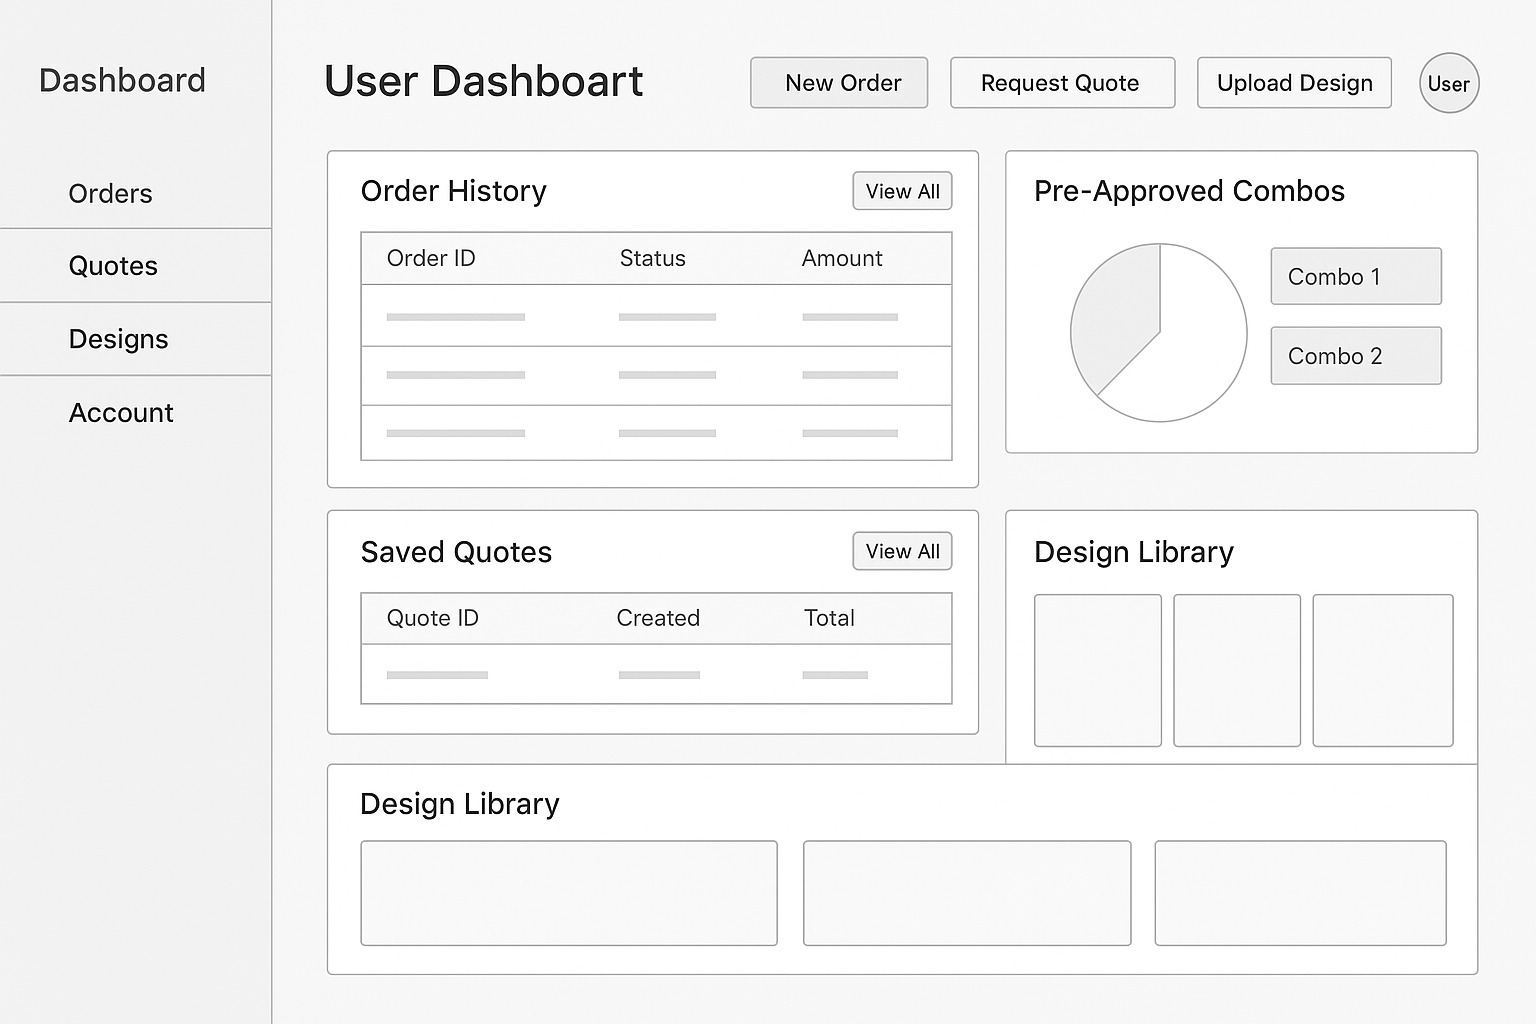 Dashboard
Orders
Quotes
Designs
Account
User Dashboart
New Order
Request Quote
Upload Design
User
Order History
View All
Order ID Status Amount
Pre-Approved Combos
Combo 1
Combo 2
Saved Quotes
View All
Quote ID Created Total
Design Library
Design Library